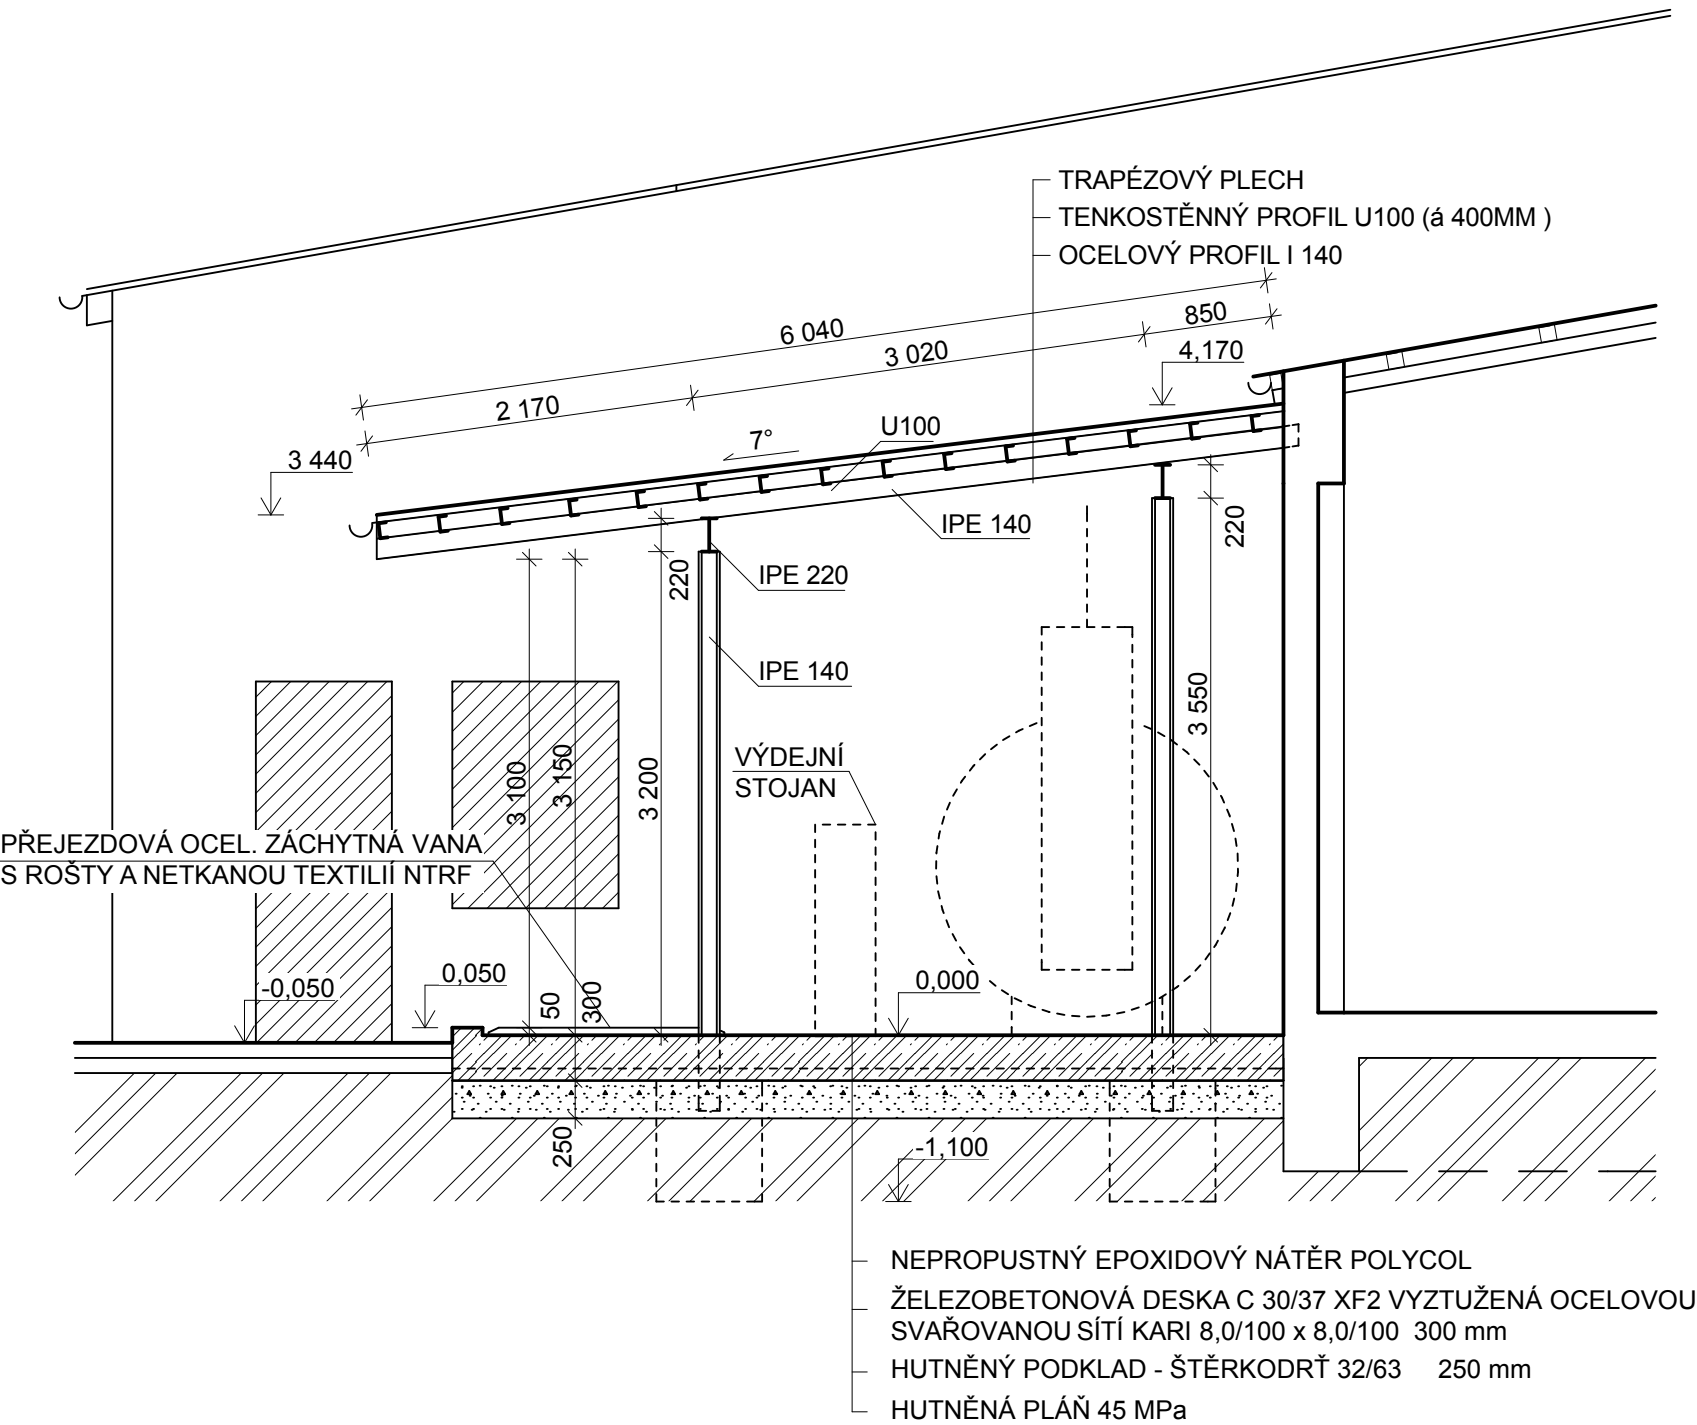 TRAPÉZOVÝ PLECH
TENKOSTĚNNÝ PROFIL U100 (á 400MM )
OCELOVÝ PROFIL I 140
6 040
850
3 020
2 170
4,170
7°
U100
3 440
IPE 140
220
220
IPE 220
IPE 140
3 550
3 100
3 150
3 200
VÝDEJNÍ
STOJAN
PŘEJEZDOVÁ OCEL. ZÁCHYTNÁ VANA
S ROŠTY A NETKANOU TEXTILIÍ NTRF
-0,050
0,050
50
300
0,000
250
-1,100
NEPROPUSTNÝ EPOXIDOVÝ NÁTĚR POLYCOL
ŽELEZOBETONOVÁ DESKA C 30/37 XF2 VYZTUŽENÁ OCELOVOU
SVAŘOVANOU SÍTÍ KARI 8,0/100 x 8,0/100 300 mm
HUTNĚNÝ PODKLAD - ŠTĚRKODRŤ 32/63 250 mm
HUTNĚNÁ PLÁŇ 45 MPa